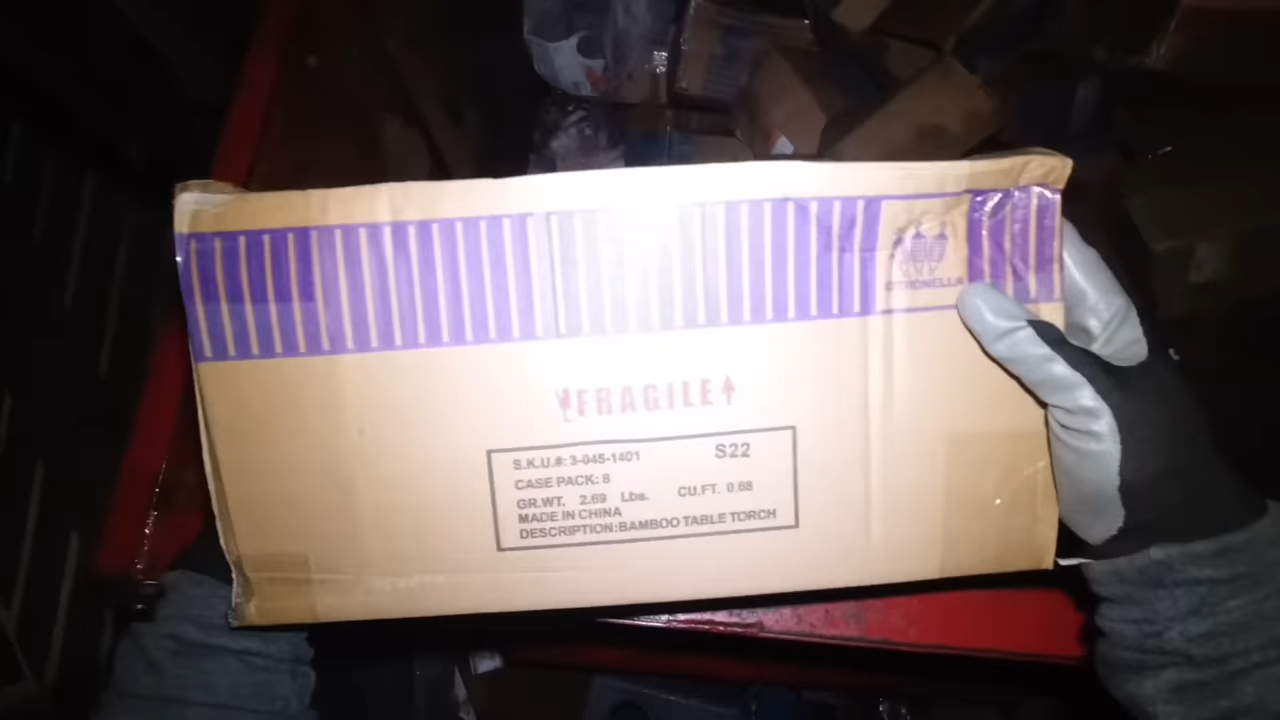 CITRONELLA
FRAGILE
S.K.U.#: 3-045-1401 S22
CASE PACK: 8
GR.WT. 2.69 Lbs. CU.FT. 0.68
MADE IN CHINA
DESCRIPTION:BAMBOO TABLE TORCH